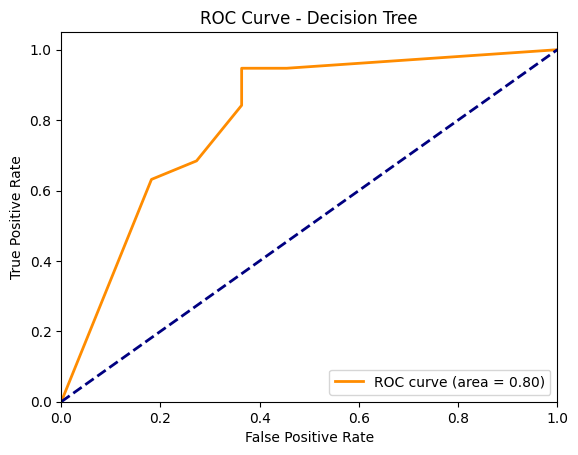 ROC Curve - Decision Tree
True Positive Rate
1.0
0.8
0.6
0.4
0.2
0.0
ROC curve (area = 0.80)
0.0 0.2 0.4 0.6 0.8 1.0
False Positive Rate